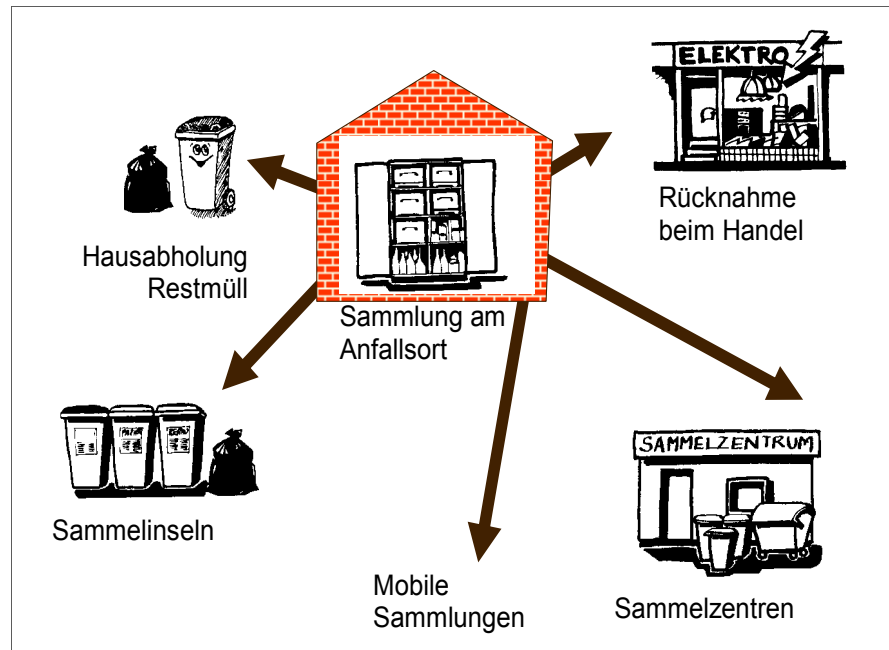 ELEKTRO
Rücknahme
beim Handel
Hausabholung
Restmüll
Sammlung am
Anfallsort
SAMMELZENTRUM
Sammelinseln
Mobile
Sammlungen
Sammelzentren